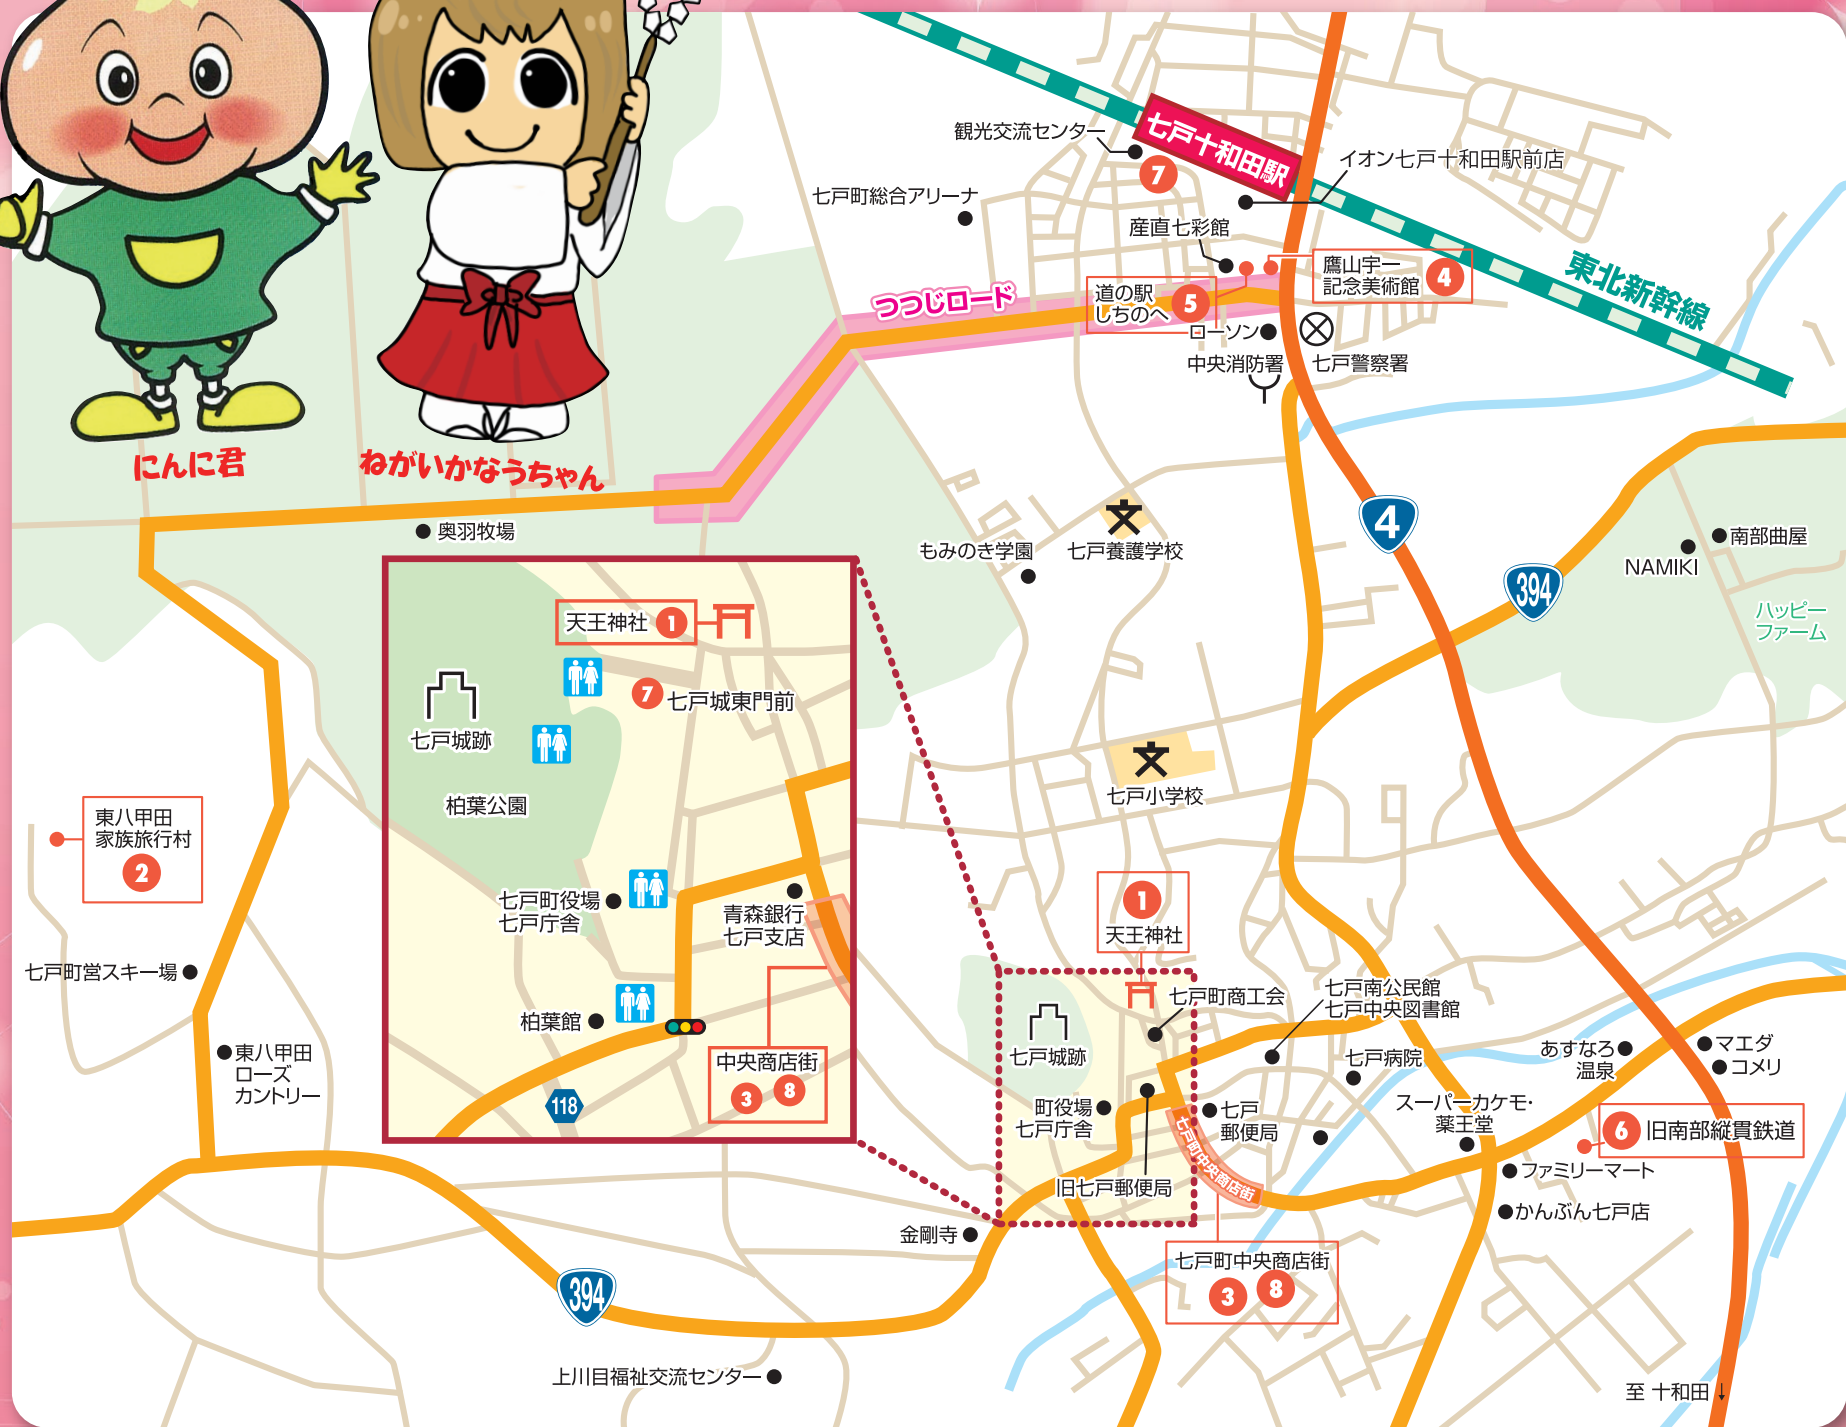 七戸十和田駅
観光交流センター
7
イオン七戸十和田駅前店
七戸町総合アリーナ
産直七彩館
鷹山宇一
記念美術館
4
東北新幹線
道の駅
しちのへ
5
つつじロード
ローソン
中央消防署
七戸警察署
にんに君
ねがいかなうちゃん
奥羽牧場
もみのき学園
七戸養護学校
4
394
南部曲屋
NAMIKI
ハッピー
ファーム
天王神社
1
7
七戸城東門前
七戸城跡
柏葉公園
七戸小学校
東八甲田
家族旅行村
2
七戸町役場
七戸庁舎
青森銀行
七戸支店
1
天王神社
七戸町営スキー場
柏葉館
七戸町商工会
七戸南公民館
七戸中央図書館
七戸城跡
東八甲田
ローズ
カントリー
中央商店街
3
8
118
七戸病院
あすなろ
温泉
マエダ
コメリ
町役場
七戸庁舎
七戸
郵便局
スーパーカケモ・
薬王堂
6
旧南部縦貫鉄道
七戸町中央商店街
ファミリーマート
旧七戸郵便局
かんぶん七戸店
金剛寺
七戸町中央商店街
3
8
394
上川目福祉交流センター
至 十和田↓